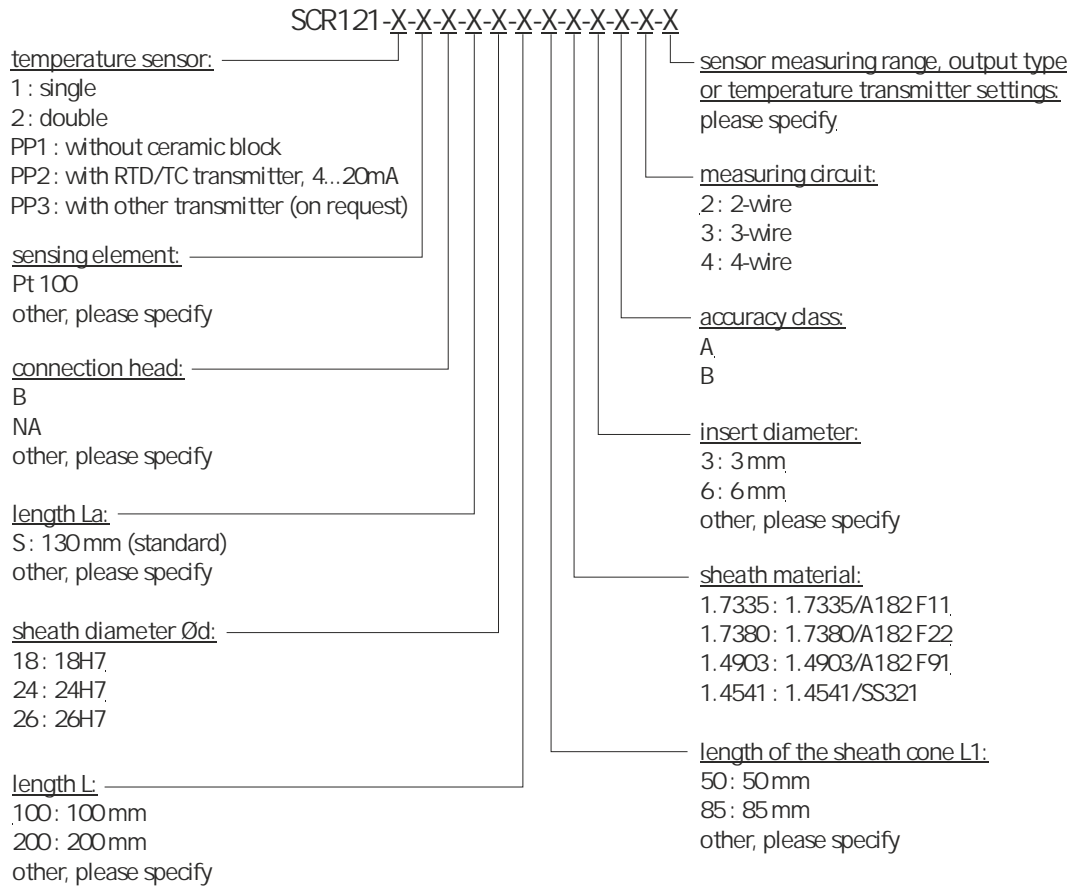 SCR121-X-X-X-X-X-X-X-X-X-X-X-X
temperature sensor:
1 : single
2 : double
PP1 : without ceramic block
PP2 : with RTD/TC transmitter, 4...20mA
PP3 : with other transmitter (on request)
sensing element:
Pt 100
other, please specify
connection head:
B
NA
other, please specify
length La:
S : 130 mm (standard)
other, please specify
sheath diameter Ød:
18 : 18H7
24 : 24H7
26 : 26H7
length L:
100 : 100 mm
200 : 200 mm
other, please specify
sensor measuring range, output type
or temperature transmitter settings:
please specify
measuring circuit:
2 : 2-wire
3 : 3-wire
4 : 4-wire
accuracy class:
A
B
insert diameter:
3 : 3 mm
6 : 6 mm
other, please specify
sheath material:
1.7335 : 1.7335/A182 F11
1.7380 : 1.7380/A182 F22
1.4903 : 1.4903/A182 F91
1.4541 : 1.4541/SS321
length of the sheath cone L1:
50 : 50 mm
85 : 85 mm
other, please specify